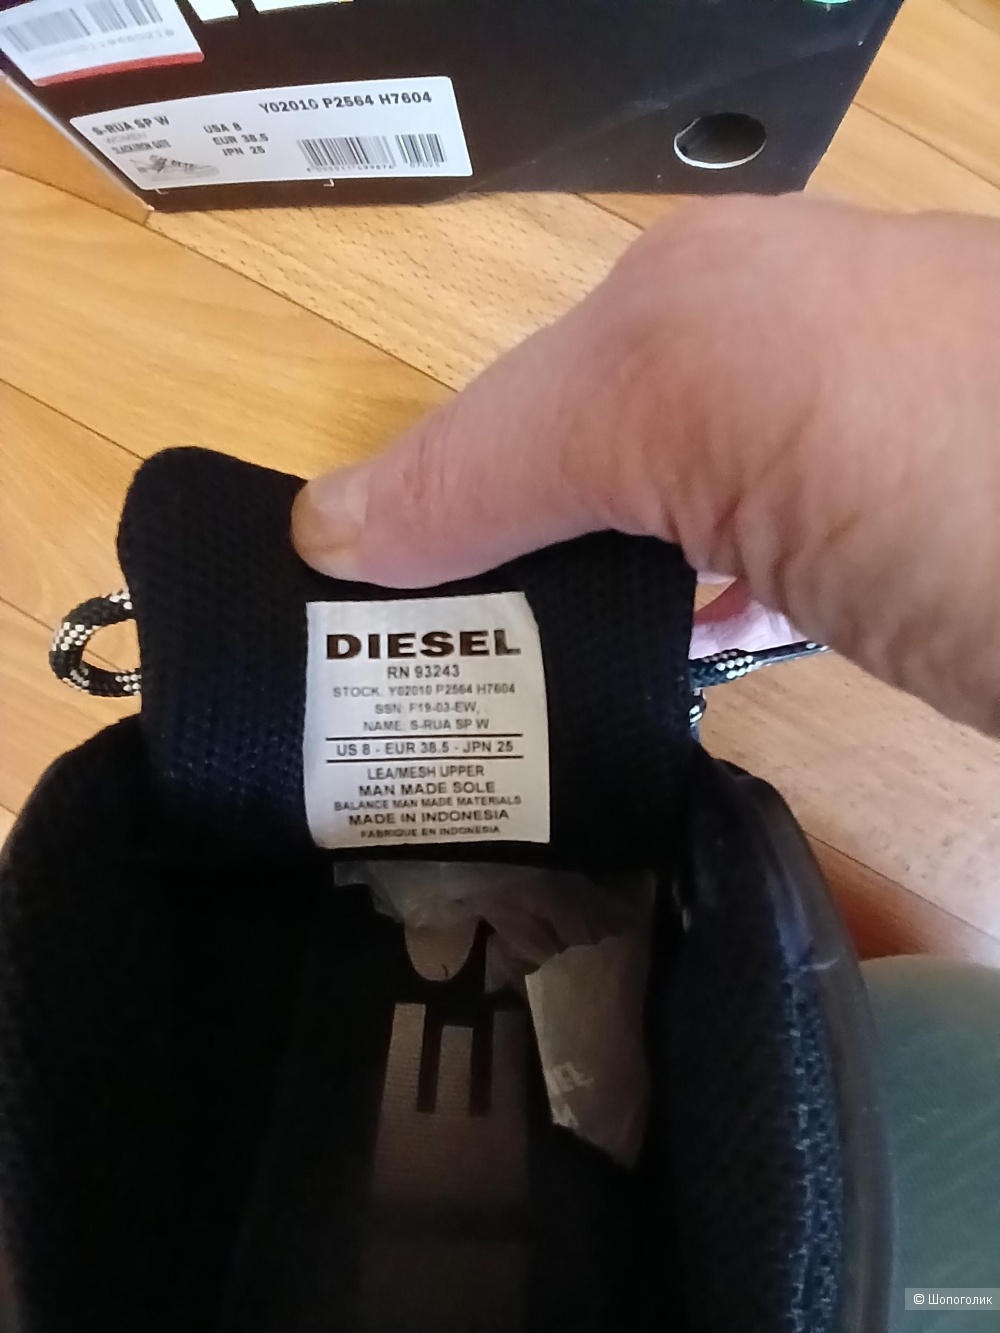 Y02010 P2564 H7604
S-RUA SP W
WOMEN
USA 8
EUR 38.5
JPN 25
DIESEL
RN 93243
STOCK: Y02010 P2564 H7604
SSN: F19-03-EW,
NAME: S-RUA SP W
US 8 - EUR 38.5 - JPN 25
LEA/MESH UPPER
MAN MADE SOLE
BALANCE MAN MADE MATERIALS
MADE IN INDONESIA
FABRIQUE EN INDONESIA
© Шопоголик